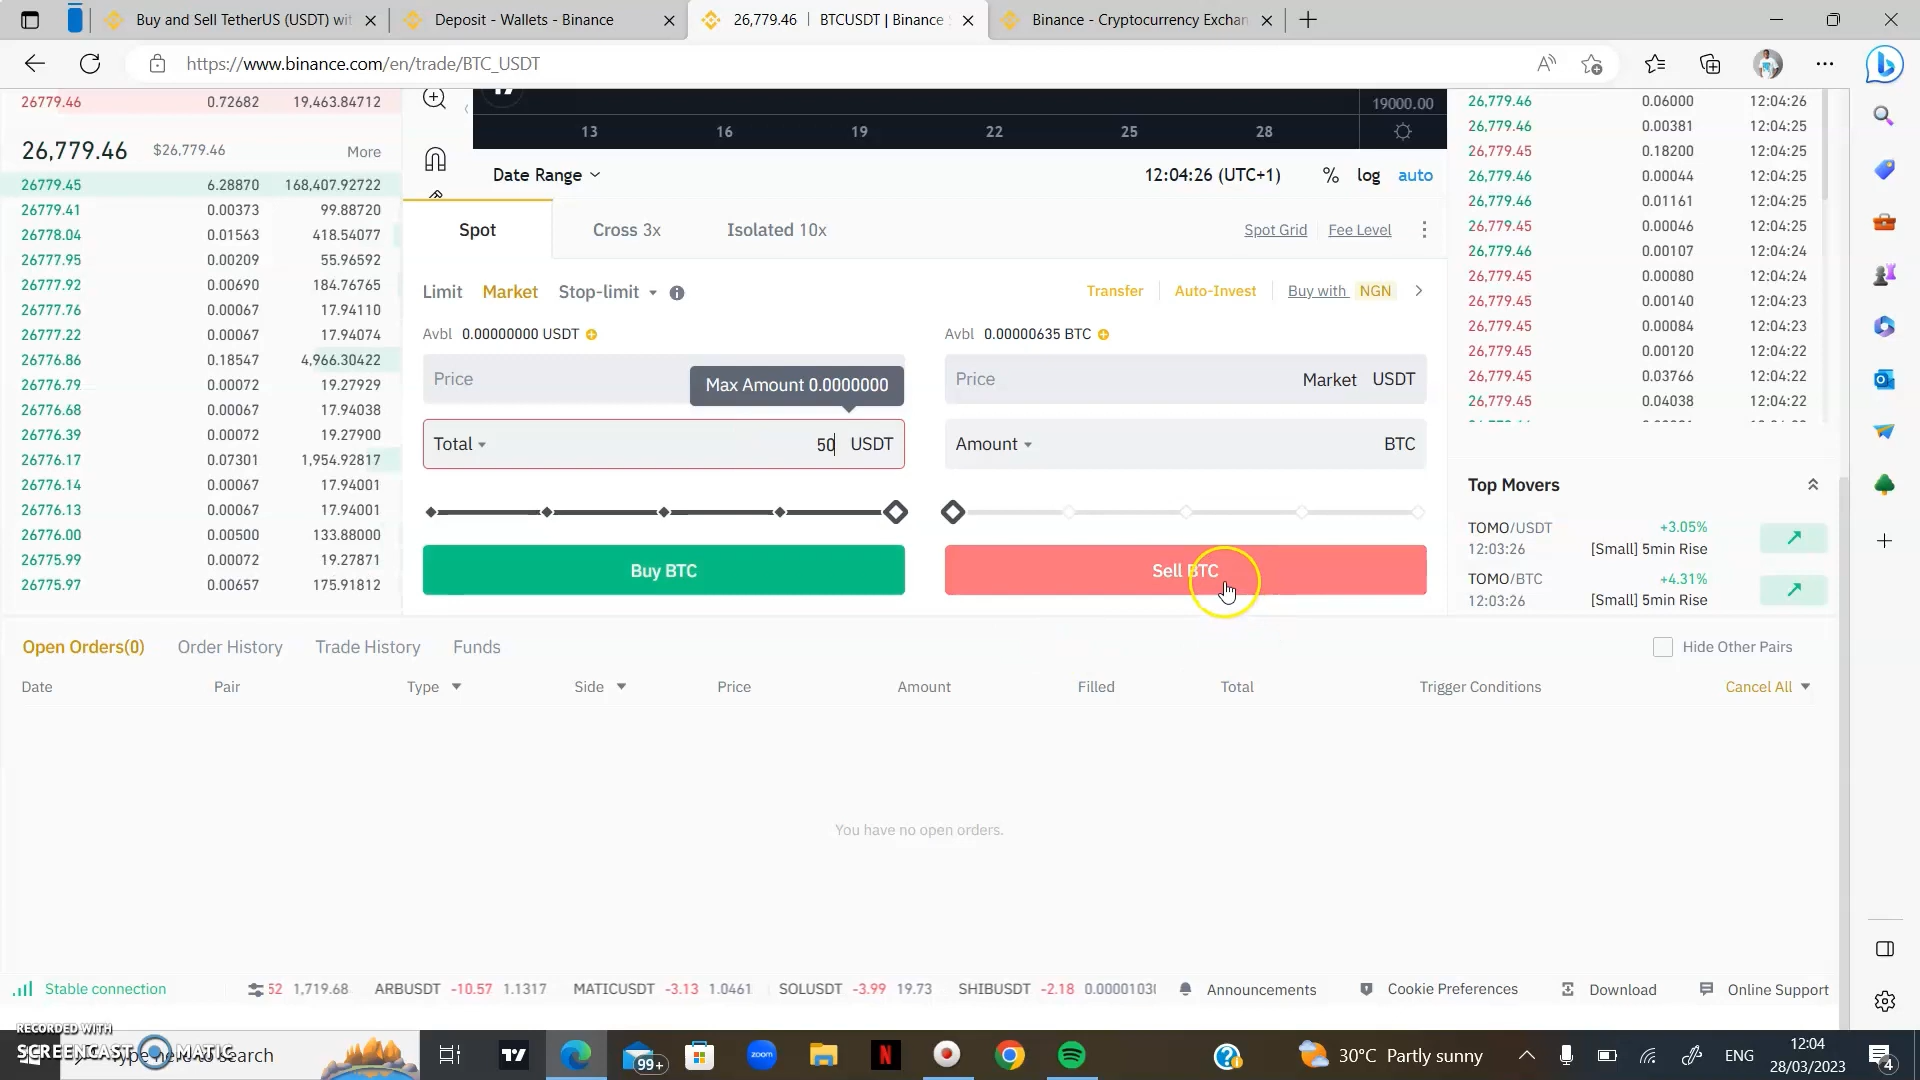 Buy and Sell TetherUS (USDT) wit
Deposit - Wallets - Binance
26,779.46 | BTCUSDT | Binance
Binance - Cryptocurrency Exchan
https://www.binance.com/en/trade/BTC_USDT
26779.46 0.72682 19,463.84712
26,779.46 $26,779.46 More
26779.45 6.28870 168,407.92722
26779.41 0.00373 99.88720
26778.04 0.01563 418.54077
26777.95 0.00209 55.96592
26777.92 0.00690 184.76765
26777.76 0.00067 17.94110
26777.22 0.00067 17.94074
26776.86 0.18547 4,966.30422
26776.79 0.00072 19.27929
26776.68 0.00067 17.94038
26776.39 0.00072 19.27900
26776.17 0.07301 1,954.92817
26776.14 0.00067 17.94001
26776.13 0.00067 17.94001
26776.00 0.00500 133.88000
26775.99 0.00072 19.27871
26775.97 0.00657 175.91812
19000.00
13 16 19 22 25 28
Date Range 12:04:26 (UTC+1) % log auto
Spot Cross 3x Isolated 10x Spot Grid Fee Level
Limit Market Stop-limit Transfer Auto-Invest Buy with NGN
Avbl 0.00000000 USDT Avbl 0.00000635 BTC
Price Max Amount 0.0000000 Price Market USDT
Total 50 USDT Amount BTC
Buy BTC Sell BTC
26,779.46 0.06000 12:04:26
26,779.46 0.00381 12:04:25
26,779.45 0.18200 12:04:25
26,779.46 0.00044 12:04:25
26,779.46 0.01161 12:04:25
26,779.45 0.00046 12:04:25
26,779.46 0.00107 12:04:24
26,779.45 0.00080 12:04:24
26,779.45 0.00140 12:04:23
26,779.45 0.00084 12:04:23
26,779.45 0.00120 12:04:22
26,779.45 0.03766 12:04:22
26,779.45 0.04038 12:04:22
Top Movers
TOMO/USDT +3.05%
12:03:26 [Small] 5min Rise
TOMO/BTC +4.31%
12:03:26 [Small] 5min Rise
Open Orders(0) Order History Trade History Funds Hide Other Pairs
Date Pair Type Side Price Amount Filled Total Trigger Conditions Cancel All
You have no open orders.
Stable connection 52 1,719.68 ARBUSDT -10.57 1.1317 MATICUSDT -3.13 1.0461 SOLUSDT -3.99 19.73 SHIBUSDT -2.18 0.00001030 Announcements Cookie Preferences Download Online Support
RECORDED WITH
SCREENCAST MATIC
Type here to search
99+
zoom
N
30°C Partly sunny
ENG
12:04
28/03/2023
4